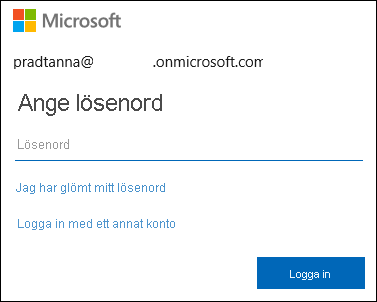 Microsoft
pradtanna@ .onmicrosoft.com
Ange lösenord
Lösenord
Jag har glömt mitt lösenord
Logga in med ett annat konto
Logga in